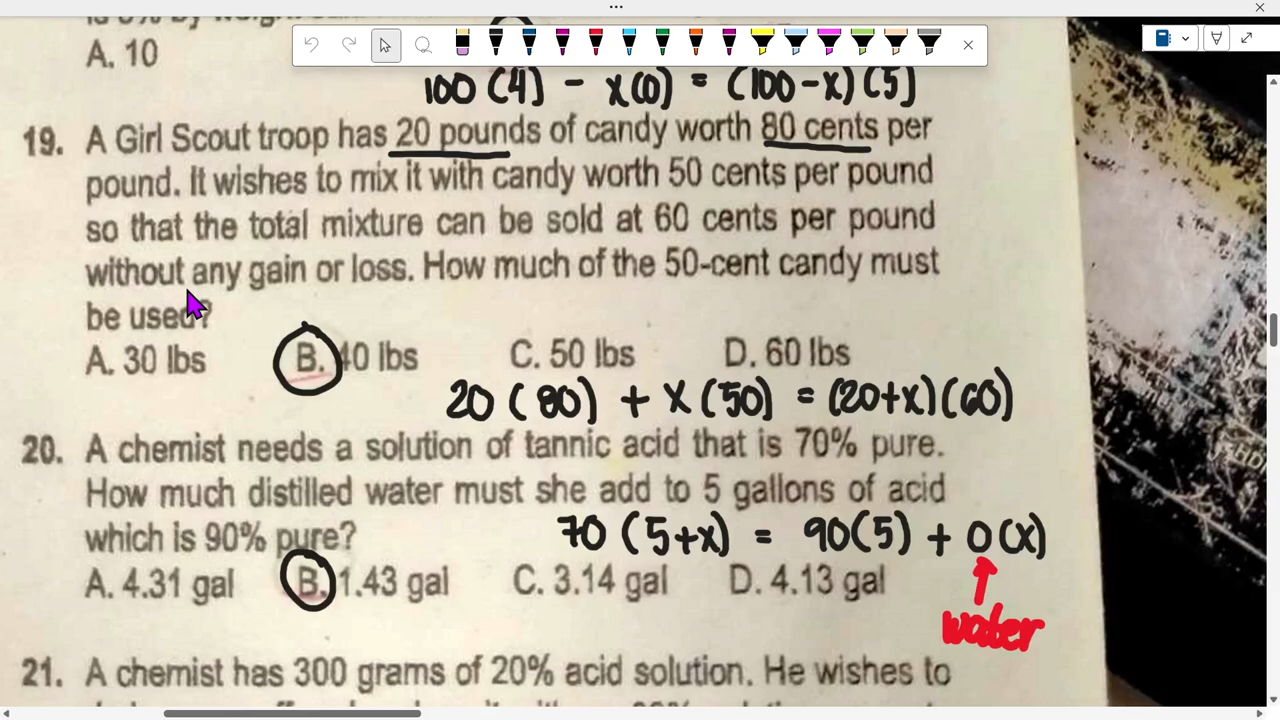 A. 10
100 (4) - x(0) = (100-x)(5)
19. A Girl Scout troop has 20 pounds of candy worth 80 cents per
pound. It wishes to mix it with candy worth 50 cents per pound
so that the total mixture can be sold at 60 cents per pound
without any gain or loss. How much of the 50-cent candy must
be used?
A. 30 lbs B. 40 lbs C. 50 lbs D. 60 lbs
20 (80) + x (50) = (20+x)(60)
20. A chemist needs a solution of tannic acid that is 70% pure.
How much distilled water must she add to 5 gallons of acid
which is 90% pure?
70 (5+x) = 90(5) + 0(x)
A. 4.31 gal B. 1.43 gal C. 3.14 gal D. 4.13 gal
water
21. A chemist has 300 grams of 20% acid solution. He wishes to